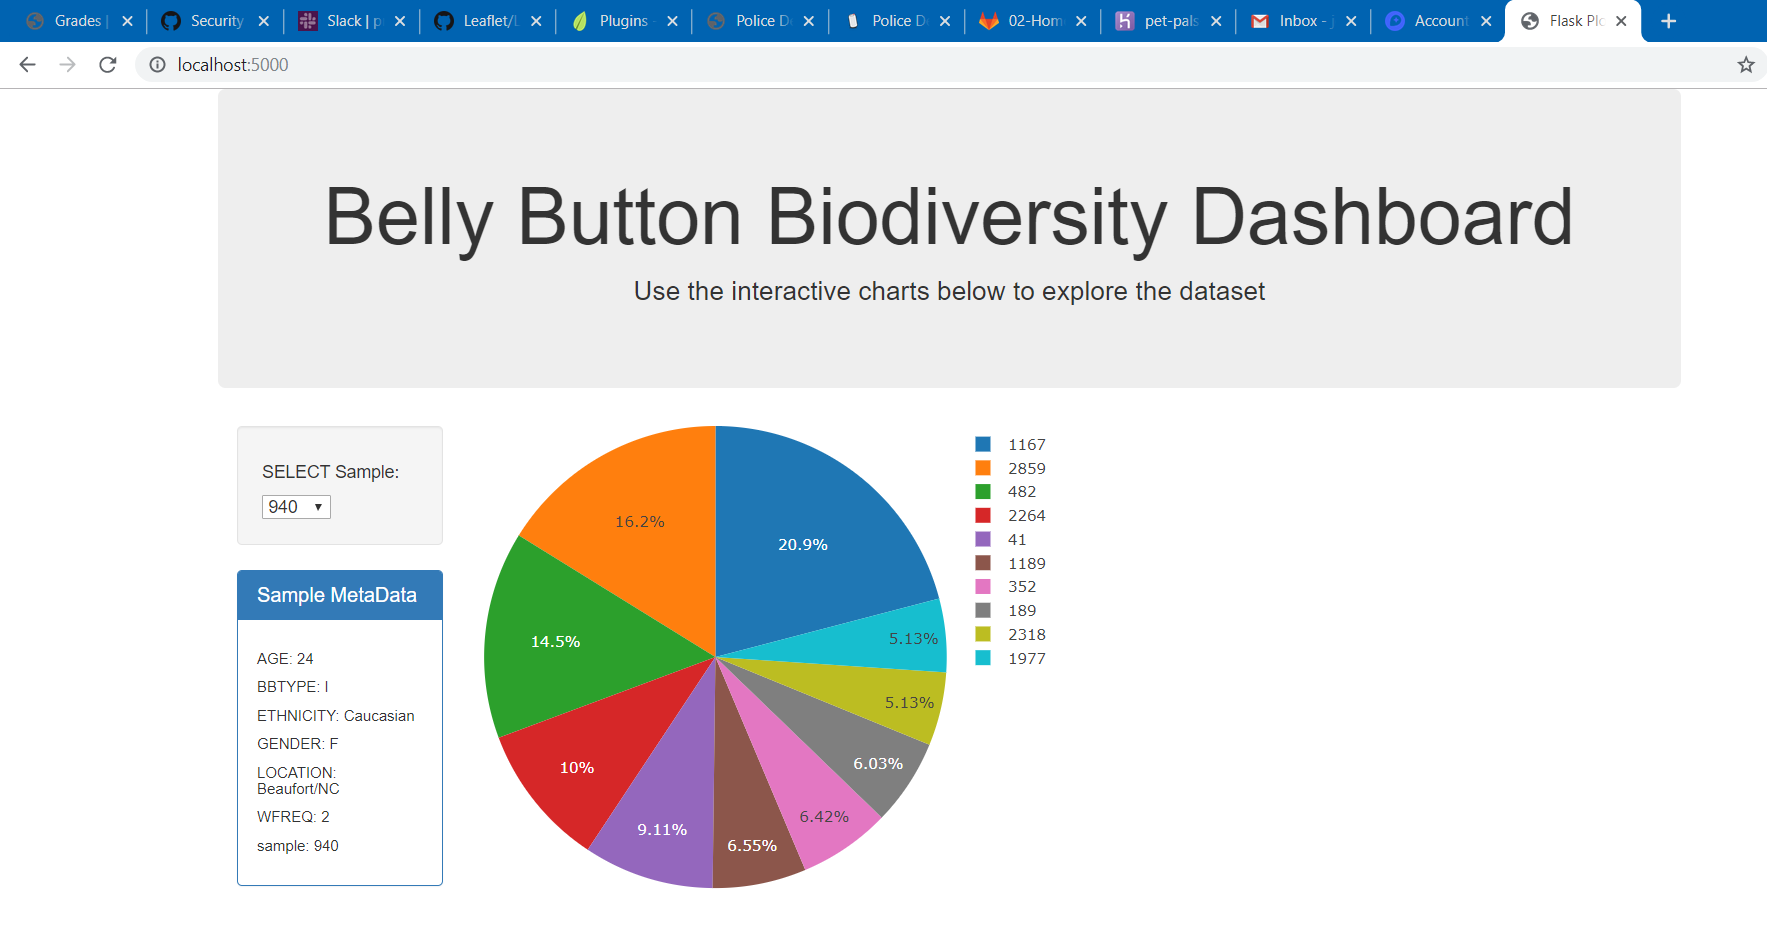 Grades |
Security
Slack | p
Leaflet/L
Plugins
Police D
Police D
02-Hom
pet-pals
Inbox - j
Account
Flask Plo
localhost:5000
Belly Button Biodiversity Dashboard
Use the interactive charts below to explore the dataset
SELECT Sample:
940
Sample MetaData
AGE: 24
BBTYPE: I
ETHNICITY: Caucasian
GENDER: F
LOCATION:
Beaufort/NC
WFREQ: 2
sample: 940
20.9%
16.2%
14.5%
10%
9.11%
6.55%
6.42%
6.03%
5.13%
5.13%
1167
2859
482
2264
41
1189
352
189
2318
1977